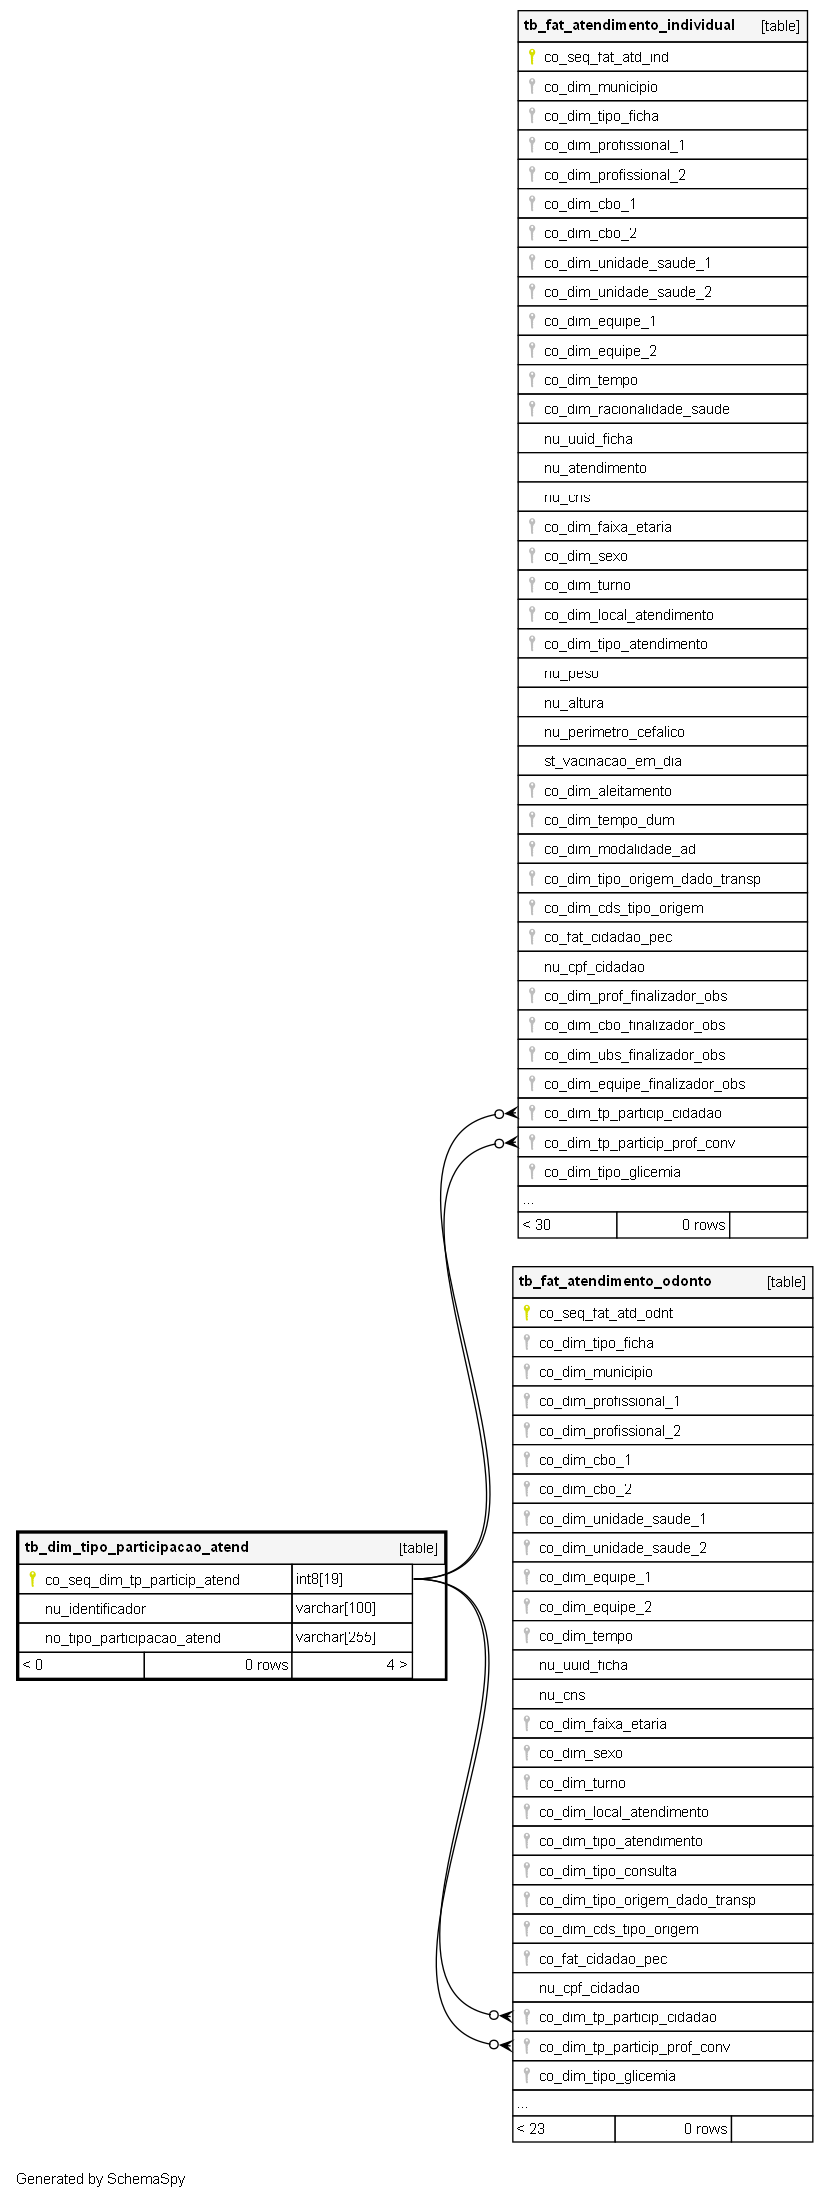 tb_fat_atendimento_individual [table]
co_seq_fat_atd_ind
co_dim_municipio
co_dim_tipo_ficha
co_dim_profissional_1
co_dim_profissional_2
co_dim_cbo_1
co_dim_cbo_2
co_dim_unidade_saude_1
co_dim_unidade_saude_2
co_dim_equipe_1
co_dim_equipe_2
co_dim_tempo
co_dim_racionalidade_saude
nu_uuid_ficha
nu_atendimento
nu_cns
co_dim_faixa_etaria
co_dim_sexo
co_dim_turno
co_dim_local_atendimento
co_dim_tipo_atendimento
nu_peso
nu_altura
nu_perimetro_cefalico
st_vacinacao_em_dia
co_dim_aleitamento
co_dim_tempo_dum
co_dim_modalidade_ad
co_dim_tipo_origem_dado_transp
co_dim_cds_tipo_origem
co_fat_cidadao_pec
nu_cpf_cidadao
co_dim_prof_finalizador_obs
co_dim_cbo_finalizador_obs
co_dim_ubs_finalizador_obs
co_dim_equipe_finalizador_obs
co_dim_tp_particip_cidadao
co_dim_tp_particip_prof_conv
co_dim_tipo_glicemia
...
< 30 0 rows
tb_fat_atendimento_odonto [table]
co_seq_fat_atd_odnt
co_dim_tipo_ficha
co_dim_municipio
co_dim_profissional_1
co_dim_profissional_2
co_dim_cbo_1
co_dim_cbo_2
co_dim_unidade_saude_1
co_dim_unidade_saude_2
co_dim_equipe_1
co_dim_equipe_2
co_dim_tempo
nu_uuid_ficha
nu_cns
co_dim_faixa_etaria
co_dim_sexo
co_dim_turno
co_dim_local_atendimento
co_dim_tipo_atendimento
co_dim_tipo_consulta
co_dim_tipo_origem_dado_transp
co_dim_cds_tipo_origem
co_fat_cidadao_pec
nu_cpf_cidadao
co_dim_tp_particip_cidadao
co_dim_tp_particip_prof_conv
co_dim_tipo_glicemia
...
< 23 0 rows
tb_dim_tipo_participacao_atend [table]
co_seq_dim_tp_particip_atend int8[19]
nu_identificador varchar[100]
no_tipo_participacao_atend varchar[255]
< 0 0 rows 4 >
Generated by SchemaSpy